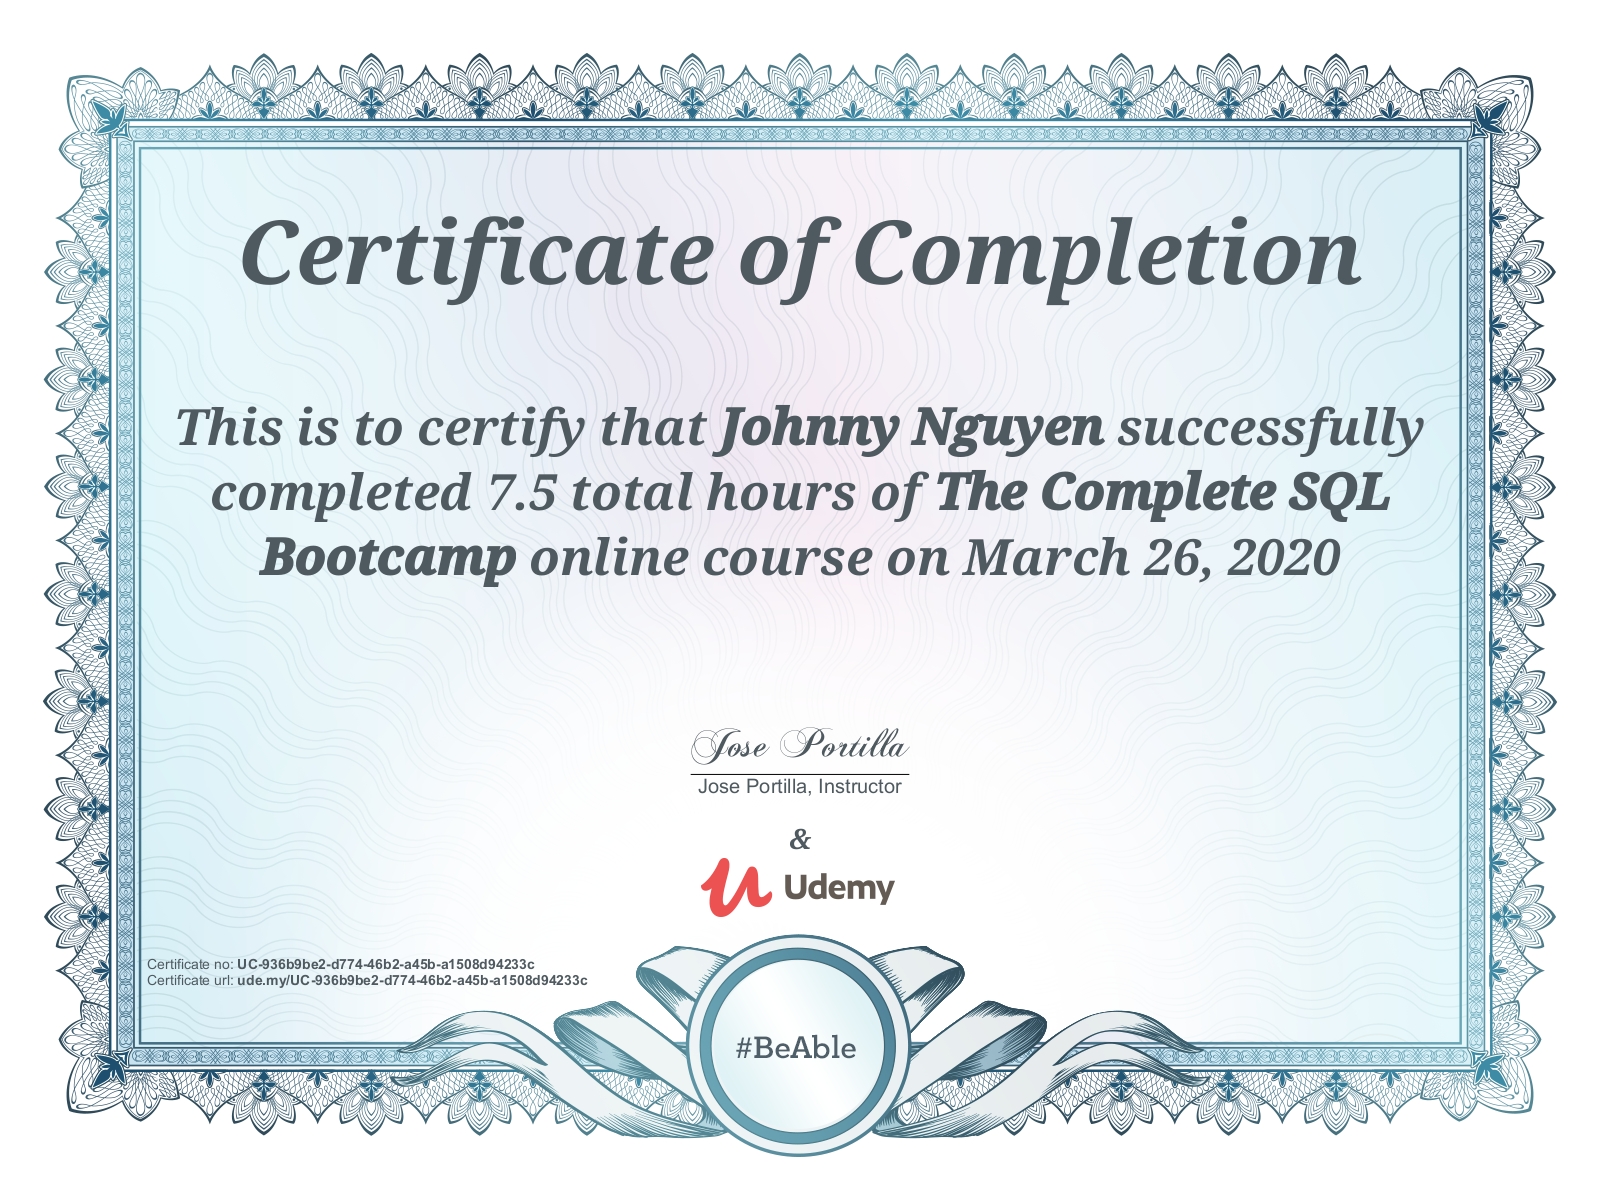 Certificate of Completion
This is to certify that Johnny Nguyen successfully
completed 7.5 total hours of The Complete SQL
Bootcamp online course on March 26, 2020
Jose Portilla
Jose Portilla, Instructor
&
Udemy
Certificate no: UC-936b9be2-d774-46b2-a45b-a1508d94233c
Certificate url: ude.my/UC-936b9be2-d774-46b2-a45b-a1508d94233c
#BeAble